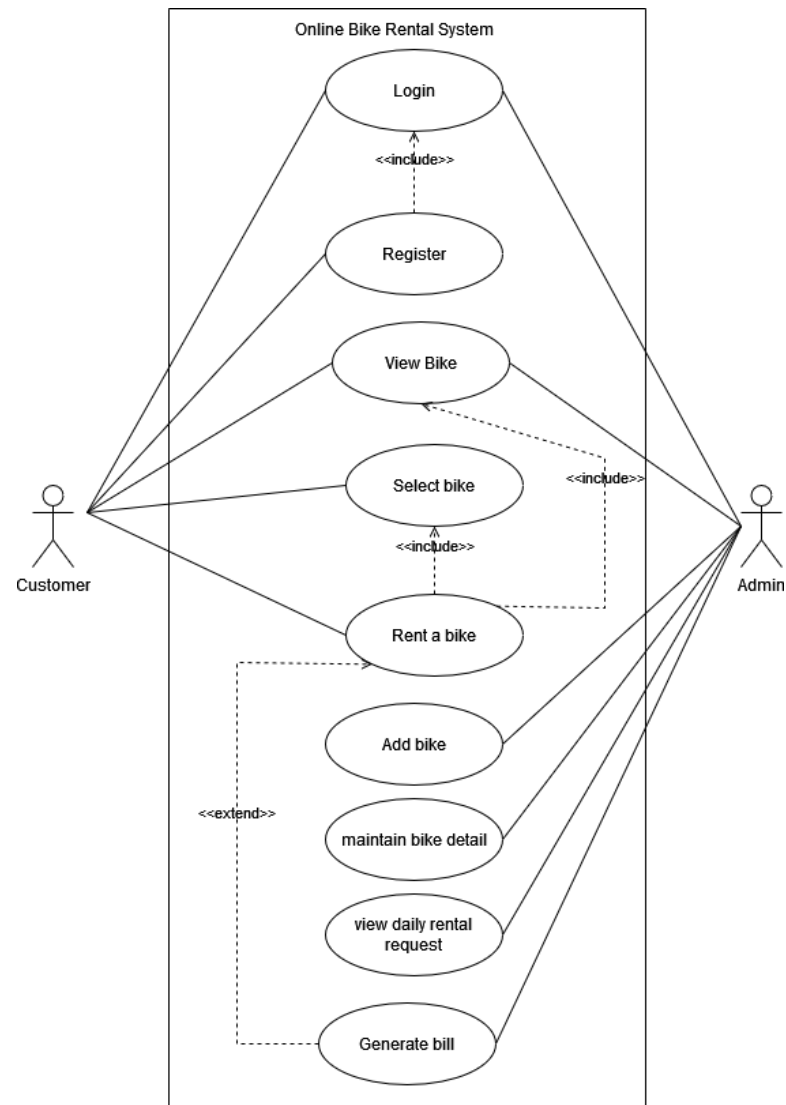 Online Bike Rental System
Login
<<include>>
Register
View Bike
Select bike
<<include>>
<<include>>
Customer
Admin
Rent a bike
Add bike
<<extend>>
maintain bike detail
view daily rental
request
Generate bill